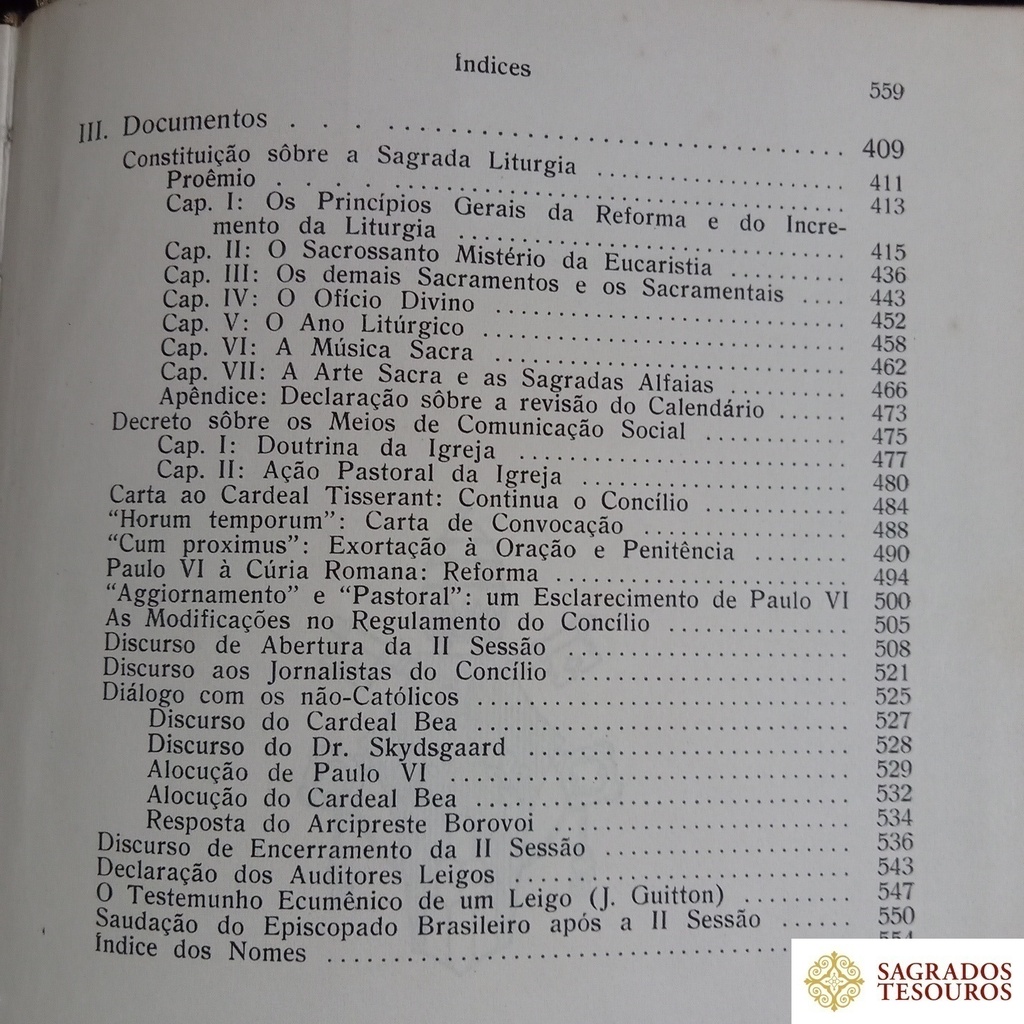 Índices
559
III. Documentos . . . ................................ 409
Constituição sôbre a Sagrada Liturgia .................... 411
Proêmio . . . . ................................ 413
Cap. I: Os Princípios Gerais da Reforma e do Incre-
mento da Liturgia ............................ 415
Cap. II: O Sacrossanto Mistério da Eucaristia .......... 436
Cap. III: Os demais Sacramentos e os Sacramentais .... 443
Cap. IV: O Ofício Divino ............................ 452
Cap. V: O Ano Litúrgico ............................ 458
Cap. VI: A Música Sacra ............................ 462
Cap. VII: A Arte Sacra e as Sagradas Alfaias .......... 466
Apêndice: Declaração sôbre a revisão do Calendário ...... 473
Decreto sôbre os Meios de Comunicação Social ............ 475
Cap. I: Doutrina da Igreja .......................... 477
Cap. II: Ação Pastoral da Igreja ..................... 480
Carta ao Cardeal Tisserant: Continua o Concílio ............ 484
“Horum temporum”: Carta de Convocação ................ 488
“Cum proximus”: Exortação à Oração e Penitência ........ 490
Paulo VI à Cúria Romana: Reforma ....................... 494
“Aggiornamento” e “Pastoral”: um Esclarecimento de Paulo VI 500
As Modificações no Regulamento do Concílio .............. 505
Discurso de Abertura da II Sessão ........................ 508
Discurso aos Jornalistas do Concílio ...................... 521
Diálogo com os não-Católicos ............................. 525
Discurso do Cardeal Bea ............................. 527
Discurso do Dr. Skydsgaard ......................... 528
Alocução de Paulo VI ............................... 529
Alocução do Cardeal Bea ............................ 532
Resposta do Arcipreste Borovoi ....................... 534
Discurso de Encerramento da II Sessão ................... 536
Declaração dos Auditores Leigos .......................... 543
O Testemunho Ecumênico de um Leigo (J. Guitton) ......... 547
Saudação do Episcopado Brasileiro após a II Sessão ...... 550
Índice dos Nomes ........................................
SAGRADOS
TESOUROS